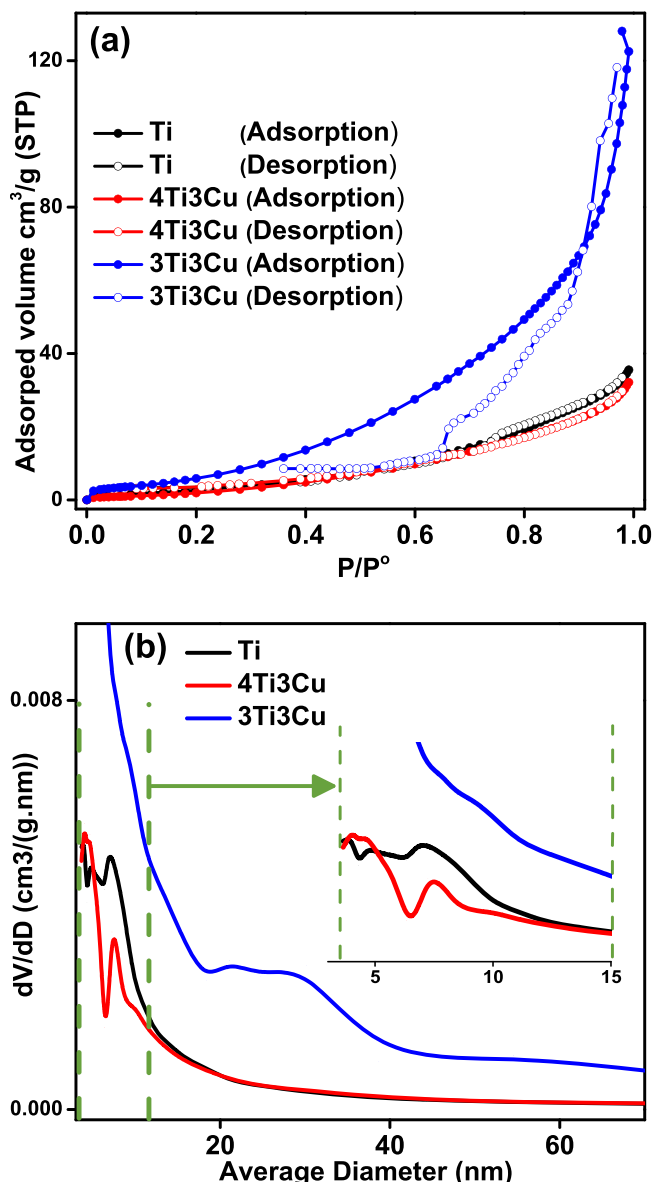 (a)
120
80
40
0
Adsorped volume cm³/g (STP)
Ti (Adsorption)
Ti (Desorption)
4Ti3Cu (Adsorption)
4Ti3Cu (Desorption)
3Ti3Cu (Adsorption)
3Ti3Cu (Desorption)
0.0 0.2 0.4 0.6 0.8 1.0
P/Pº
(b)
Ti
4Ti3Cu
3Ti3Cu
0.008
0.000
dV/dD (cm3/(g.nm))
5 10 15
20 40 60
Average Diameter (nm)